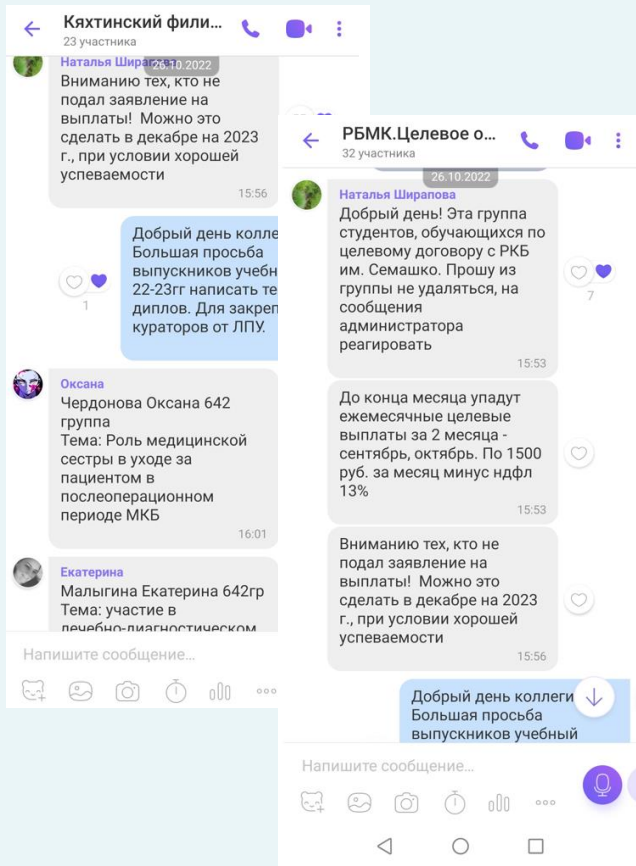 Кяхтинский фили...
23 участника
Наталья Ширапова
26.10.2022
Вниманию тех, кто не
подал заявление на
выплаты! Можно это
сделать в декабре на 2023
г., при условии хорошей
успеваемости
15:56
Добрый день колле
Большая просьба
выпускников учебн
22-23гг написать те
диплов. Для закреп
кураторов от ЛПУ.
1
Оксана
Чердонова Оксана 642
группа
Тема: Роль медицинской
сестры в уходе за
пациентом в
послеоперационном
периоде МКБ
16:01
Екатерина
Малыгина Екатерина 642гр
Тема: участие в
лечебно-диагностическом
Напишите сообщение...
РБМК.Целевое о...
32 участника
26.10.2022
Наталья Ширапова
Добрый день! Эта группа
студентов, обучающихся по
целевому договору с РКБ
им. Семашко. Прошу из
группы не удаляться, на
сообщения
администратора
реагировать
15:53
7
До конца месяца упадут
ежемесячные целевые
выплаты за 2 месяца -
сентябрь, октябрь. По 1500
руб. за месяц минус ндфл
13%
15:53
Вниманию тех, кто не
подал заявление на
выплаты! Можно это
сделать в декабре на 2023
г., при условии хорошей
успеваемости
15:56
Добрый день коллеги
Большая просьба
выпускников учебный
Напишите сообщение...